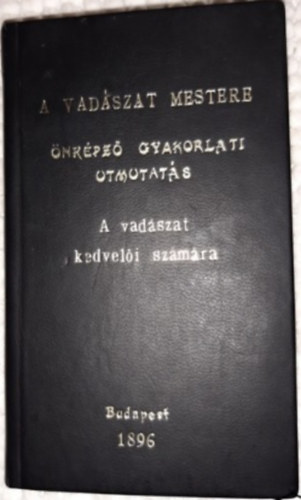 A VADÁSZAT MESTERE
ÖNKÉPZŐ GYAKORLATI
UTMUTATÁS
A vadászat
kedvelői számára
Budapest
1896